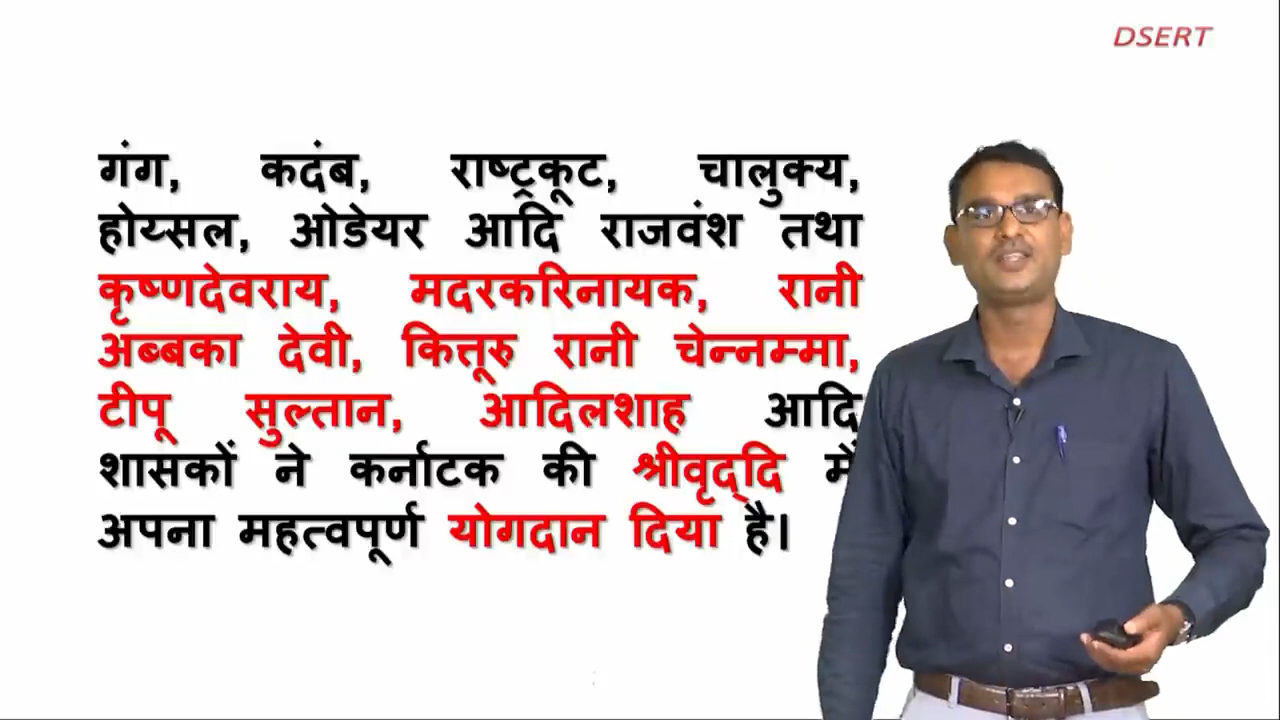 DSERT
गंग, कदंब, राष्ट्रकूट, चालुक्य,
होय्सल, ओडेयर आदि राजवंश तथा
कृष्णदेवराय, मदरकरिनायक, रानी
अब्बका देवी, कित्तूरु रानी चेन्नम्मा,
टीपू सुल्तान, आदिलशाह आदि
शासकों ने कर्नाटक की श्रीवृद्दि में
अपना महत्वपूर्ण योगदान दिया है।